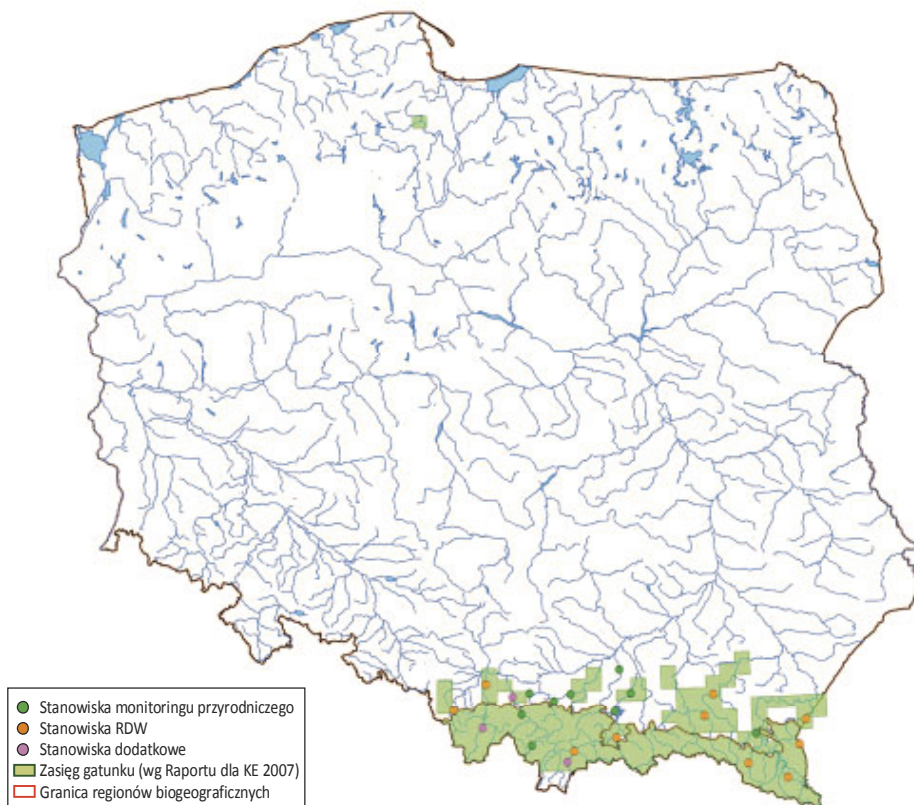 Stanowiska monitoringu przyrodniczego
Stanowiska RDW
Stanowiska dodatkowe
Zasięg gatunku (wg Raportu dla KE 2007)
Granica regionów biogeograficznych